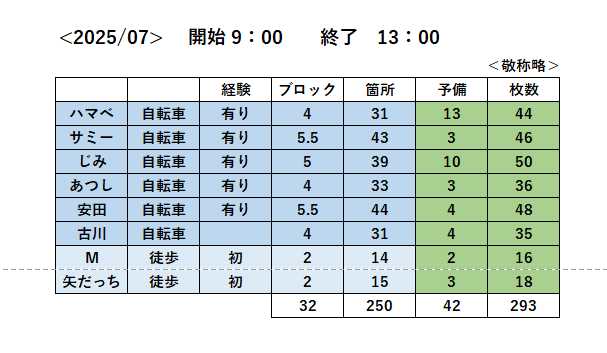 <2025/07> 開始 9：00 終了 13：00
＜敬称略＞
経験 ブロック 箇所 予備 枚数
ハマベ 自転車 有り 4 31 13 44
サミー 自転車 有り 5.5 43 3 46
じみ 自転車 有り 5 39 10 50
あつし 自転車 有り 4 33 3 36
安田 自転車 有り 5.5 44 4 48
古川 自転車 4 31 4 35
M 徒歩 初 2 14 2 16
矢だっち 徒歩 初 2 15 3 18
32 250 42 293